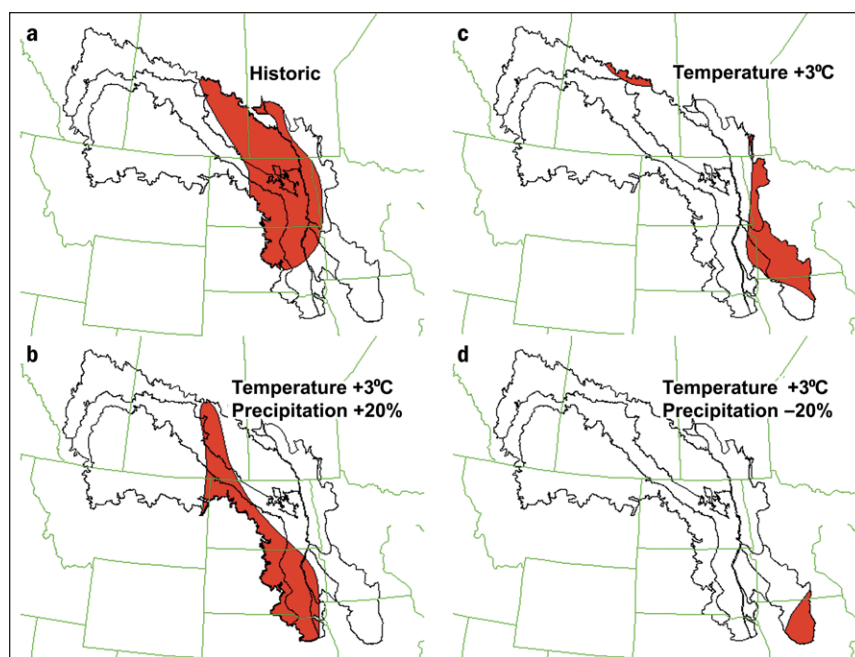 a
Historic
c
Temperature +3ºC
b
Temperature +3ºC
Precipitation +20%
d
Temperature +3ºC
Precipitation –20%